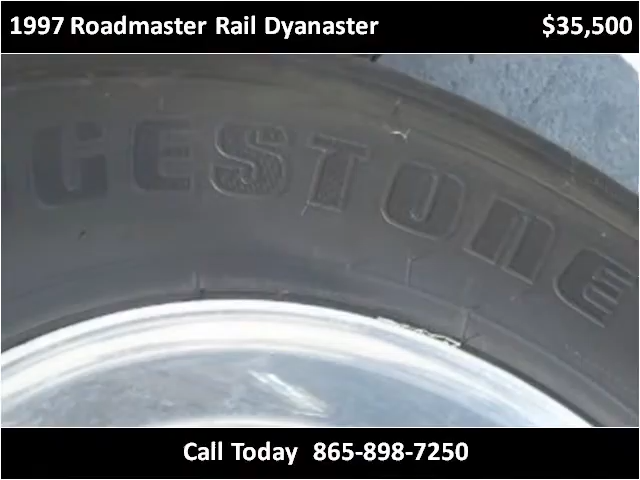 1997 Roadmaster Rail Dyanaster
$35,500
GESTONE
Call Today 865-898-7250